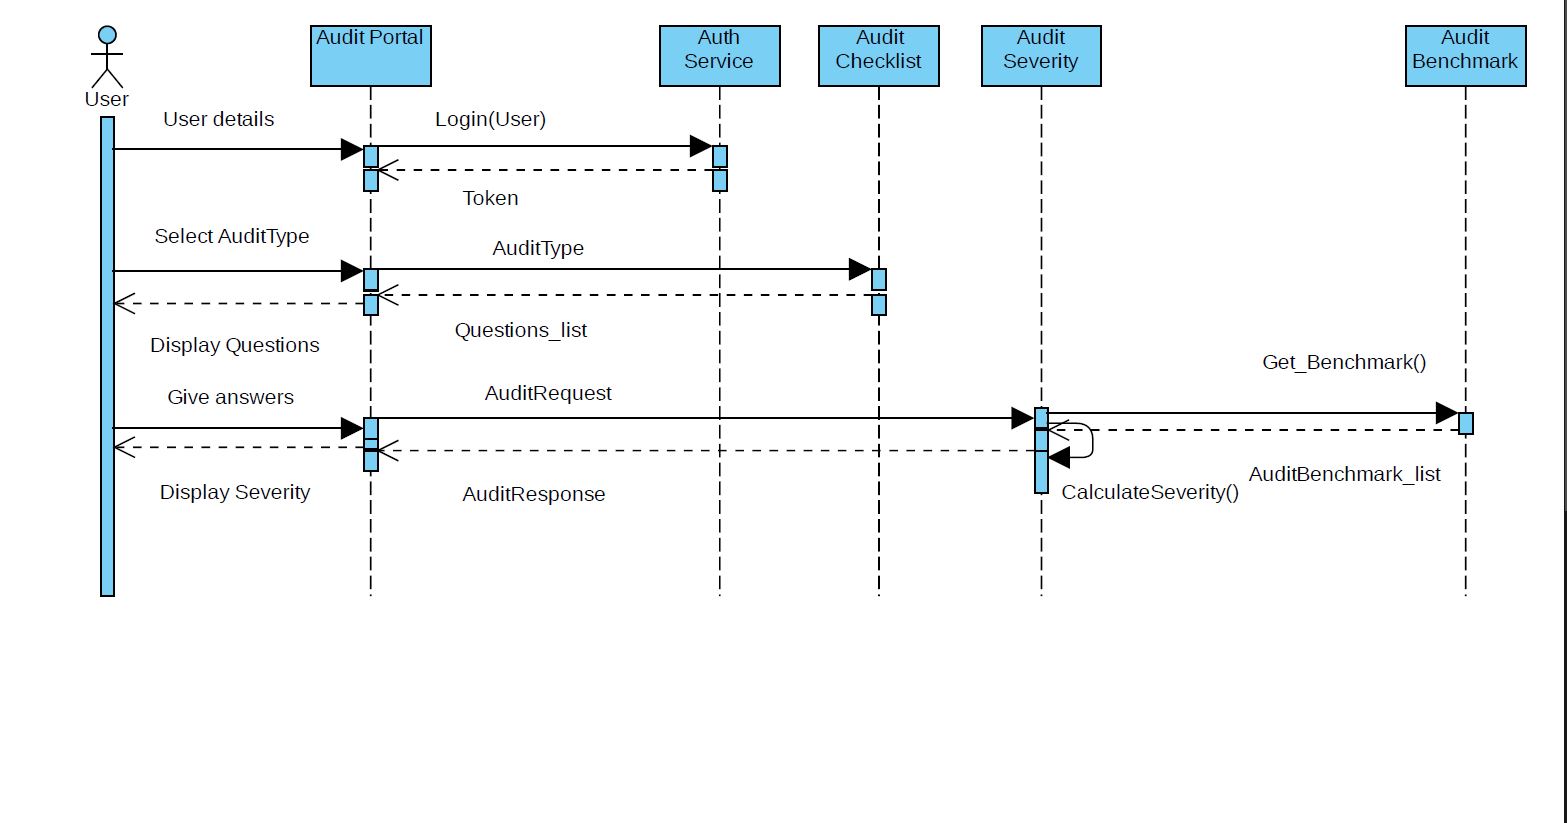 Audit Portal
Auth
Service
Audit
Checklist
Audit
Severity
Audit
Benchmark
User
User details
Login(User)
Token
Select AuditType
AuditType
Questions_list
Display Questions
Get_Benchmark()
Give answers
AuditRequest
AuditBenchmark_list
Display Severity
AuditResponse
CalculateSeverity()